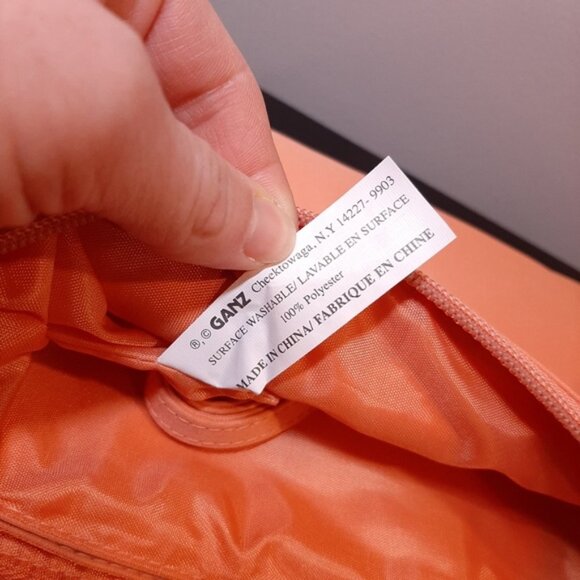 ®, © GANZ Cheektowaga, N.Y 14227-9903
SURFACE WASHABLE/ LAVABLE EN SURFACE
100% Polyester
MADE IN CHINA/ FABRIQUE EN CHINE